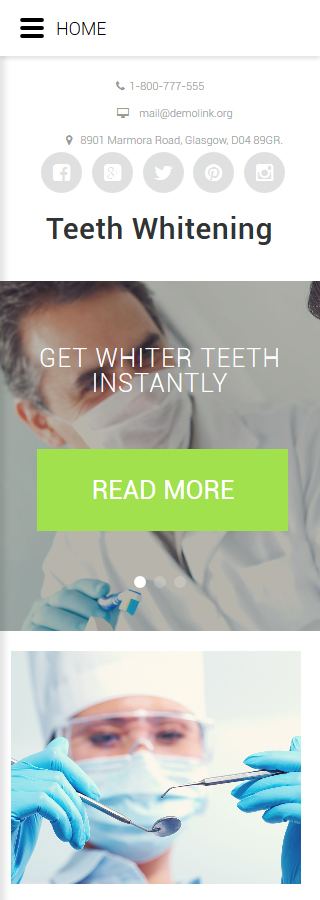 HOME
1-800-777-555
mail@demolink.org
8901 Marmora Road, Glasgow, D04 89GR.
Teeth Whitening
GET WHITER TEETH
INSTANTLY
READ MORE